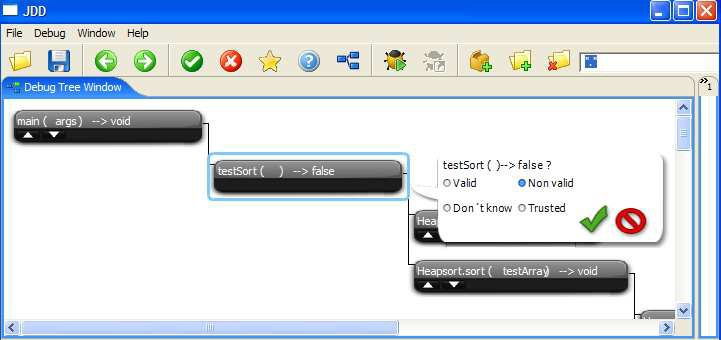 JDD
File Debug Window Help
Debug Tree Window
1
main ( args) --> void
testSort ( ) --> false
testSort ( )--> false ?
Valid Non valid
Don´t know Trusted
Heapsort.sort ( testArray) --> void